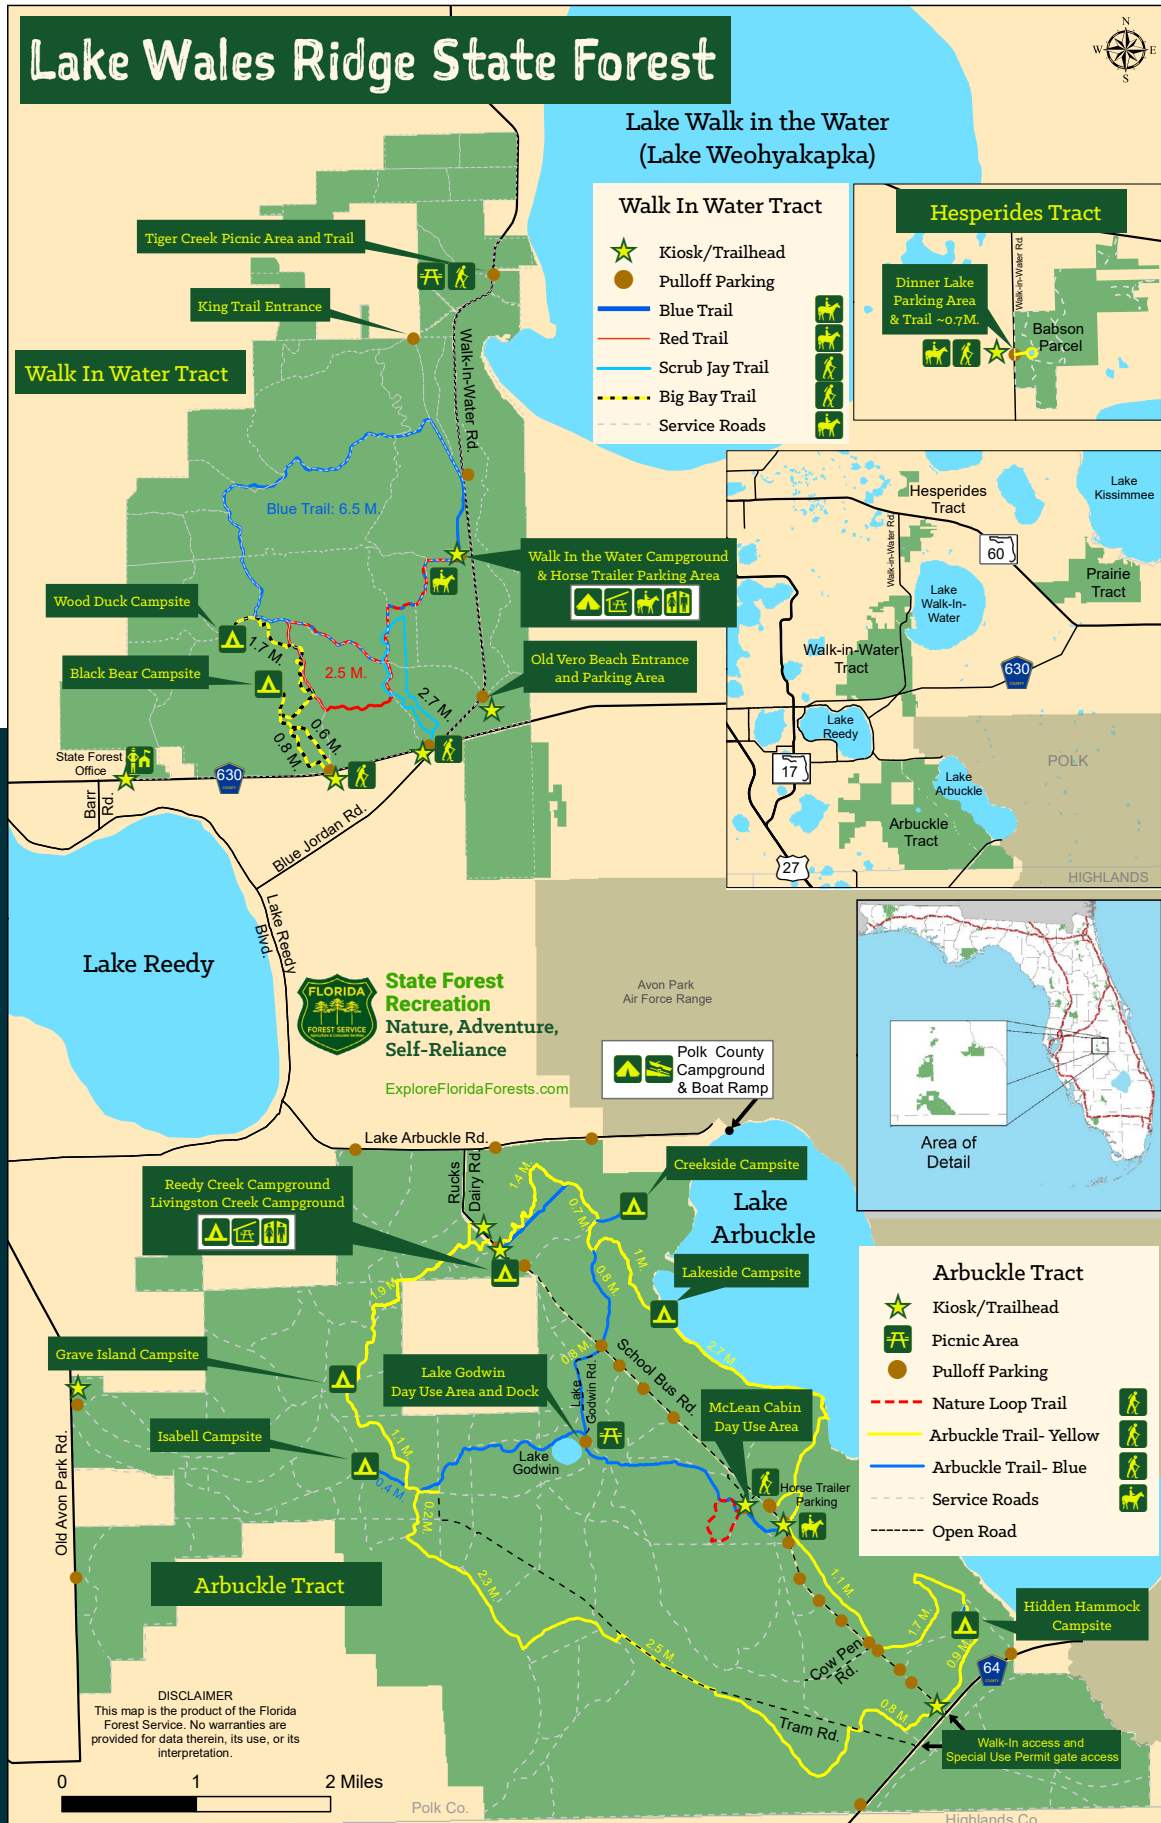 Lake Wales Ridge State Forest
N
W
E
S
Lake Walk in the Water
(Lake Weohyakapka)
Walk In Water Tract
Kiosk/Trailhead
Pulloff Parking
Blue Trail
Red Trail
Scrub Jay Trail
Big Bay Trail
Service Roads
Hesperides Tract
Walk-in-Water Rd.
Dinner Lake
Parking Area
& Trail ~0.7M.
Babson
Parcel
Tiger Creek Picnic Area and Trail
King Trail Entrance
Walk In Water Tract
Walk-In-Water Rd.
Blue Trail: 6.5 M.
Walk In the Water Campground
& Horse Trailer Parking Area
Wood Duck Campsite
1.7 M.
Black Bear Campsite
2.5 M.
Old Vero Beach Entrance
and Parking Area
2.7 M.
0.6 M.
0.8 M.
State Forest
Office
630
COUNTY
Barr
Rd.
Blue Jordan Rd.
Lake Reedy
Blvd.
Lake Reedy
Hesperides
Tract
Lake
Kissimmee
60
Walk-in-Water Rd.
Prairie
Tract
Lake
Walk-In-
Water
Walk-in-Water
Tract
630
COUNTY
Lake
Reedy
17
POLK
Lake
Arbuckle
Arbuckle
Tract
27
HIGHLANDS
FLORIDA
FOREST SERVICE
State Forest
Recreation
Nature, Adventure,
Self-Reliance
ExploreFloridaForests.com
Avon Park
Air Force Range
Polk County
Campground
& Boat Ramp
Area of
Detail
Lake Arbuckle Rd.
Rucks
Dairy Rd.
Creekside Campsite
Reedy Creek Campground
Livingston Creek Campground
1.4 M.
0.7 M.
Lake
Arbuckle
1 M.
0.8 M.
Lakeside Campsite
1.9 M.
Grave Island Campsite
0.8 M.
School Bus Rd.
2.7 M.
Lake Godwin
Day Use Area and Dock
Lake
Godwin Rd.
McLean Cabin
Day Use Area
Isabell Campsite
1.1 M.
Lake
Godwin
0.4 M.
0.2 M.
Horse Trailer
Parking
Old Avon Park Rd.
Arbuckle Tract
Kiosk/Trailhead
Picnic Area
Pulloff Parking
Nature Loop Trail
Arbuckle Trail- Yellow
Arbuckle Trail- Blue
Service Roads
Open Road
Arbuckle Tract
2.3 M.
1.1 M.
1.7 M.
Hidden Hammock
Campsite
0.9 M.
64
COUNTY
2.5 M.
Cow Pen
Rd.
0.8 M.
Tram Rd.
Walk-In access and
Special Use Permit gate access
DISCLAIMER
This map is the product of the Florida
Forest Service. No warranties are
provided for data therein, its use, or its
interpretation.
0 1 2 Miles
Polk Co.
Highlands Co.